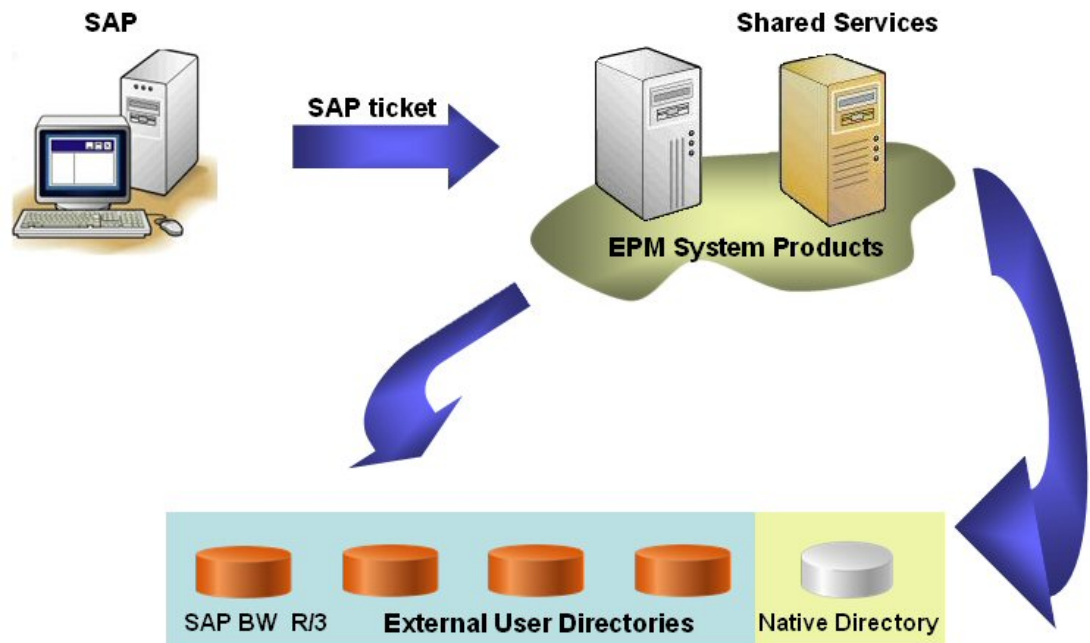 SAP
Shared Services
SAP ticket
EPM System Products
SAP BW R/3
External User Directories
Native Directory